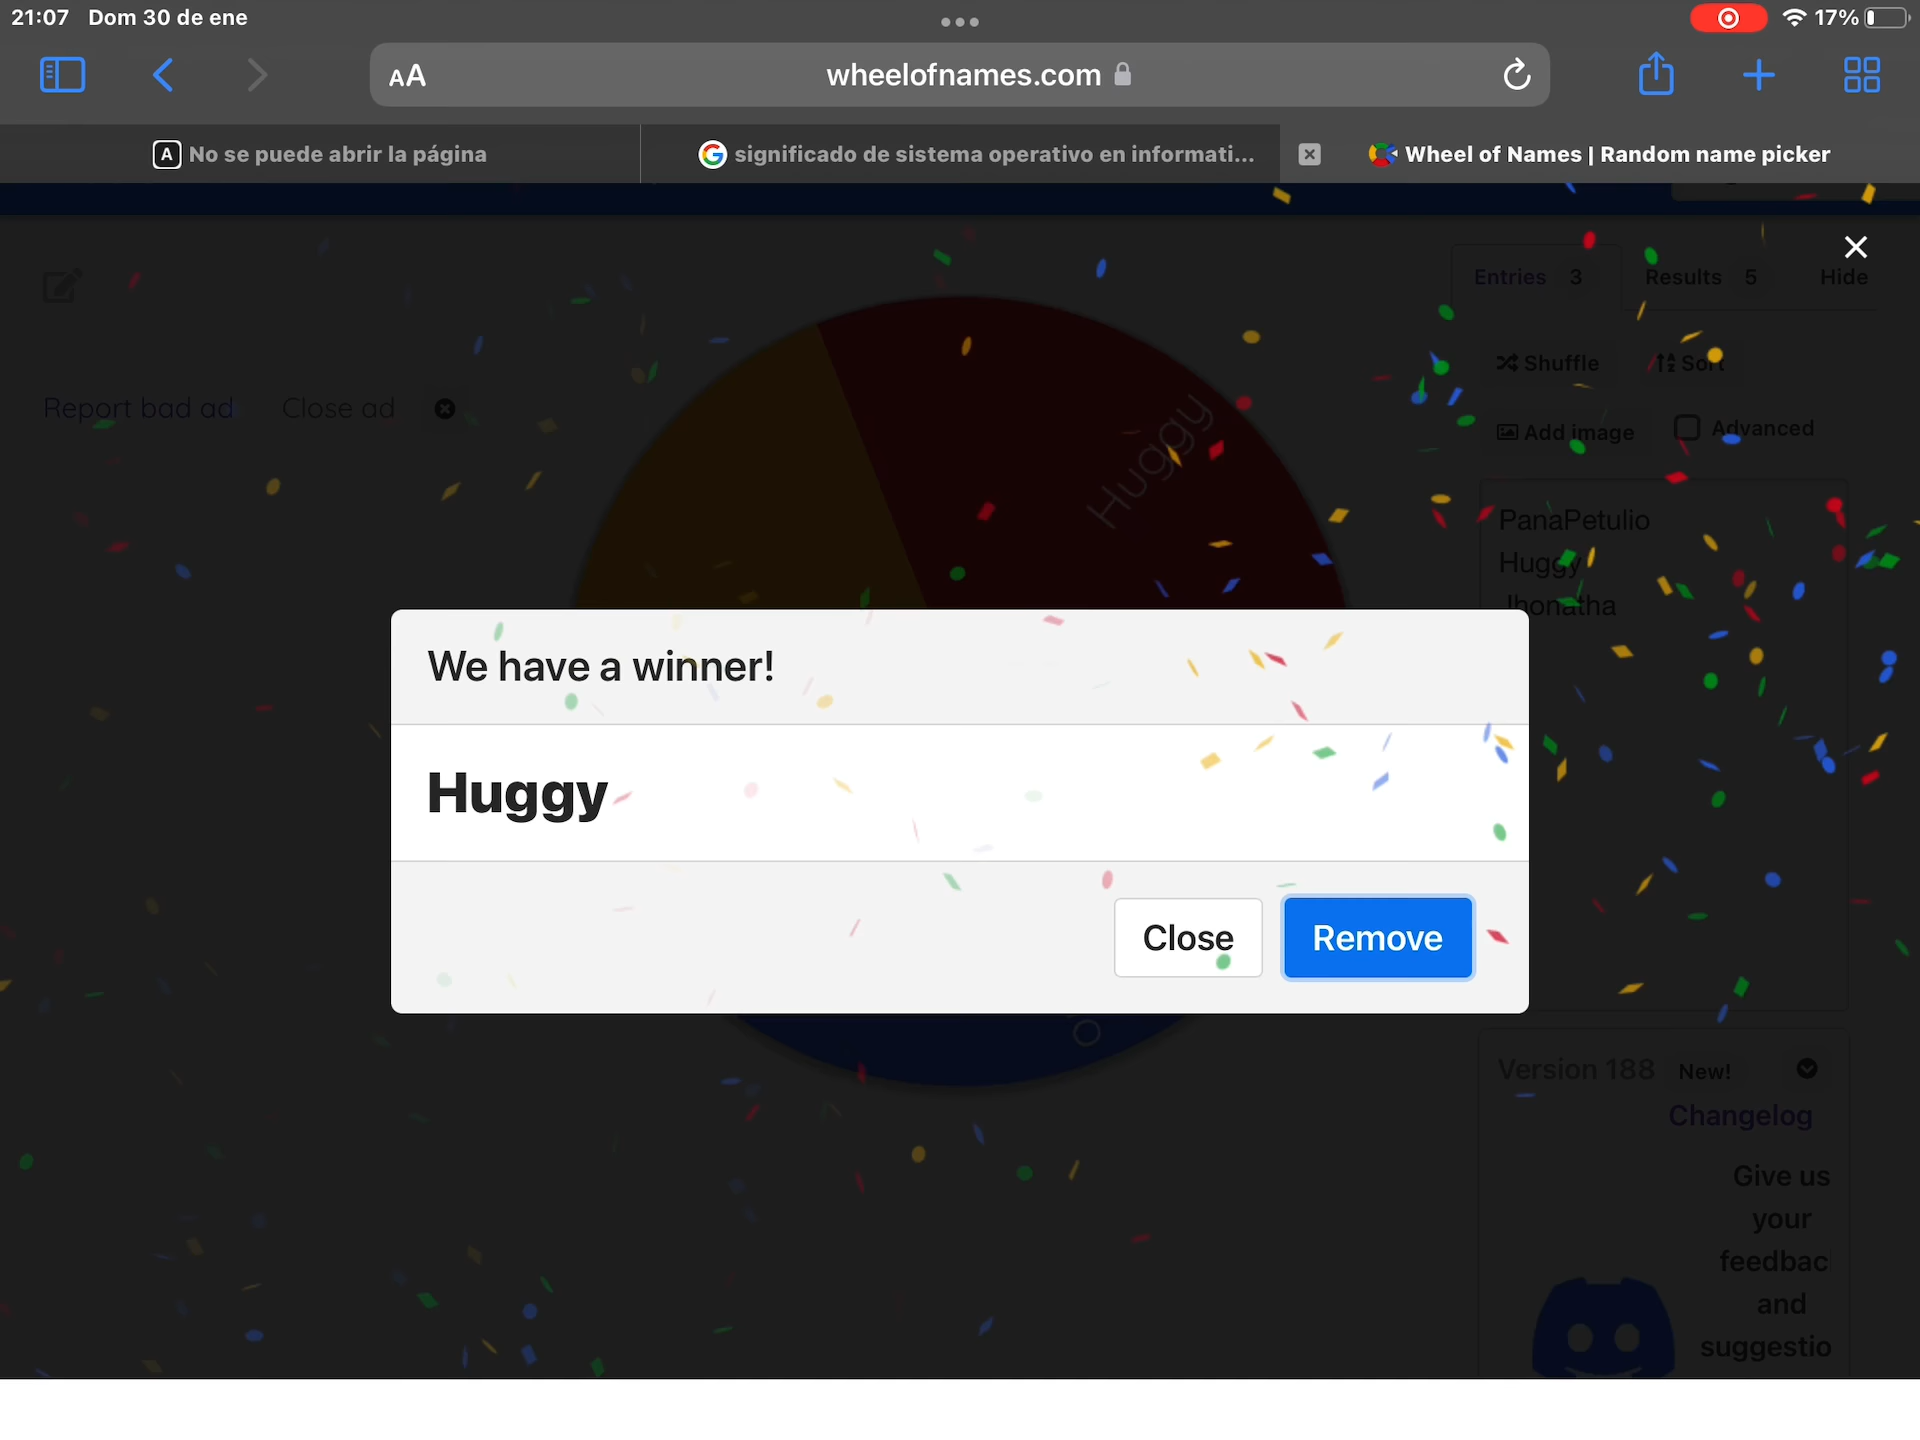 21:07 Dom 30 de ene
17%
AA
wheelofnames.com
A No se puede abrir la página
significado de sistema operativo en informati...
Wheel of Names | Random name picker
Entries 3
Results 5
Hide
Shuffle
Sort
Report bad ad
Close ad
Add image
Advanced
Huggy
PanaPetulio
Huggy
Jhonatha
We have a winner!
Huggy
Close
Remove
Version 188 New!
Changelog
Give us
your
feedbac
and
suggestio